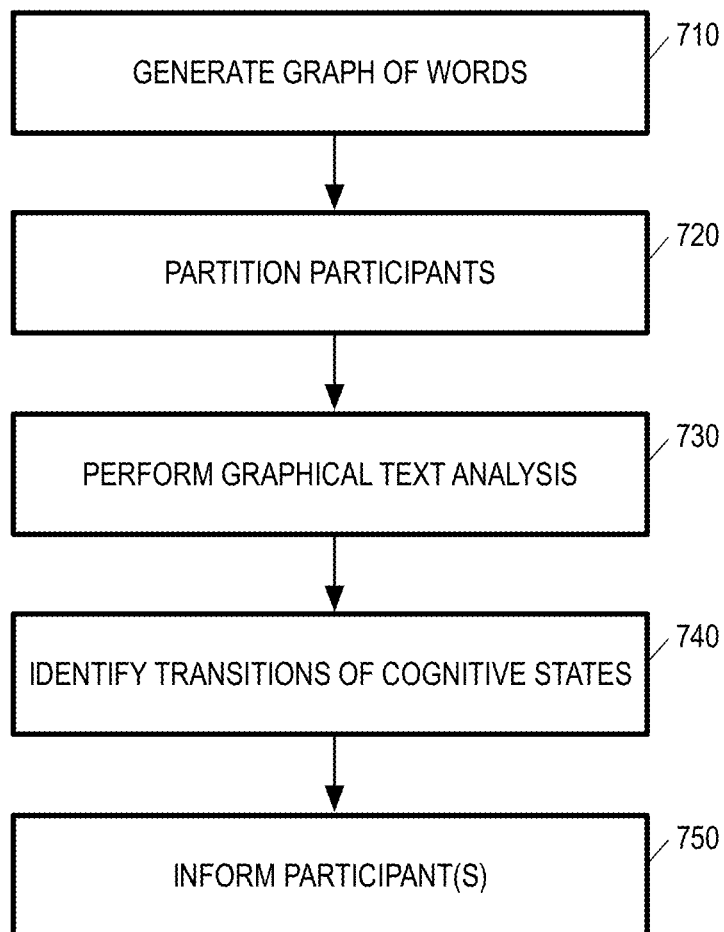 710
GENERATE GRAPH OF WORDS
720
PARTITION PARTICIPANTS
730
PERFORM GRAPHICAL TEXT ANALYSIS
740
IDENTIFY TRANSITIONS OF COGNITIVE STATES
750
INFORM PARTICIPANT(S)